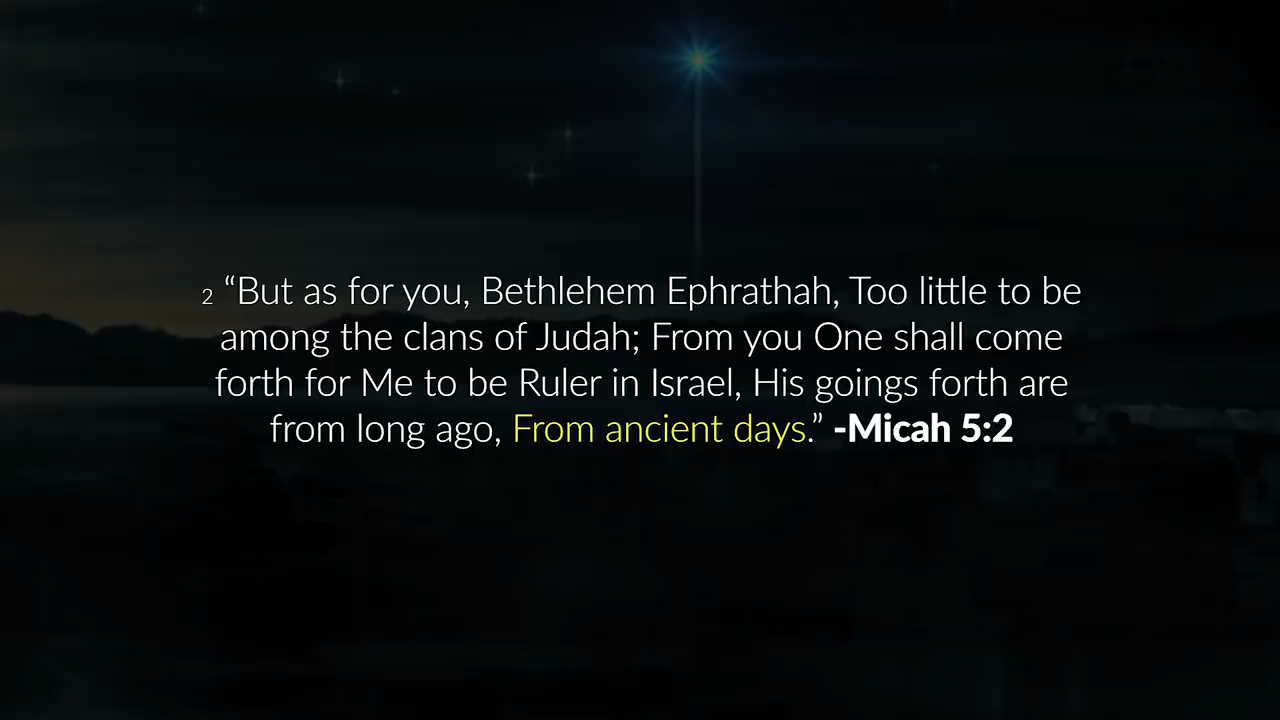 2 “But as for you, Bethlehem Ephrathah, Too little to be
among the clans of Judah; From you One shall come
forth for Me to be Ruler in Israel, His goings forth are
from long ago, From ancient days.” -Micah 5:2